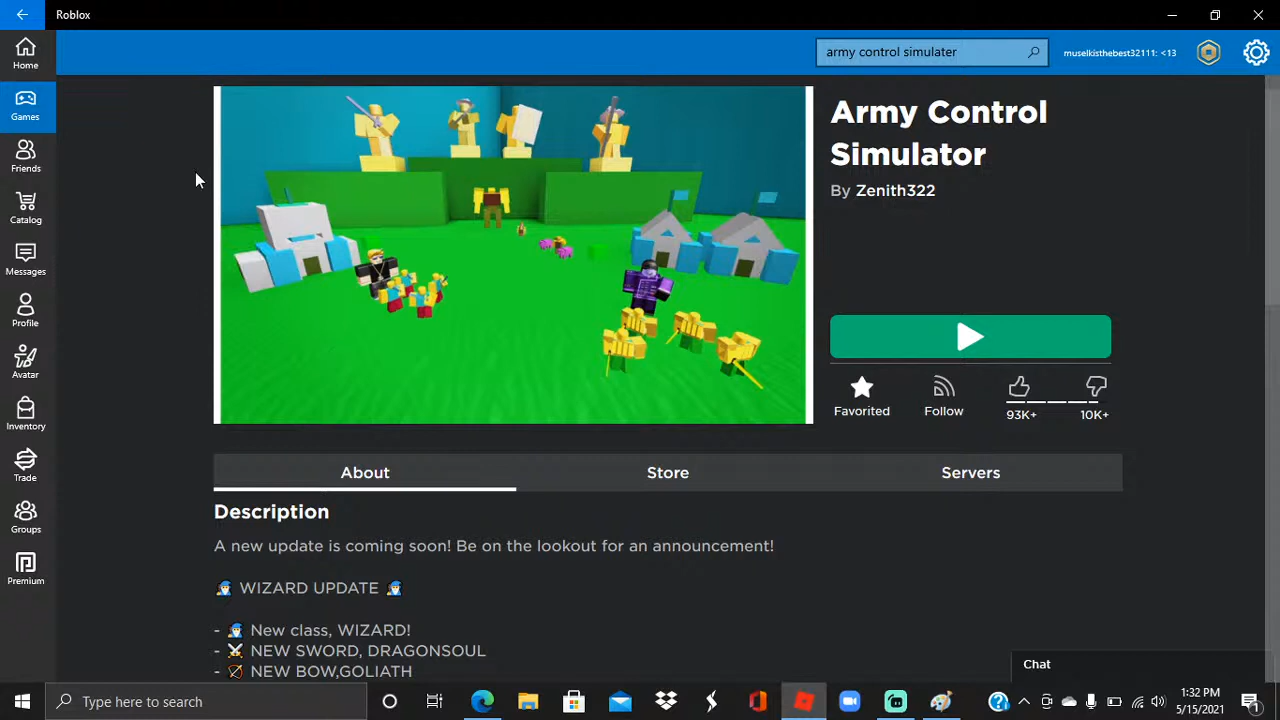 Roblox
army control simulater
muselkisthebest32111: <13
Home
Games
Friends
Catalog
Messages
Profile
Avatar
Inventory
Trade
Groups
Premium
Army Control
Simulator
By Zenith322
Favorited
Follow
93K+
10K+
About
Store
Servers
Description
A new update is coming soon! Be on the lookout for an announcement!
WIZARD UPDATE
- New class, WIZARD!
- NEW SWORD, DRAGONSOUL
- NEW BOW,GOLIATH
Chat
Type here to search
1:32 PM
5/15/2021
1